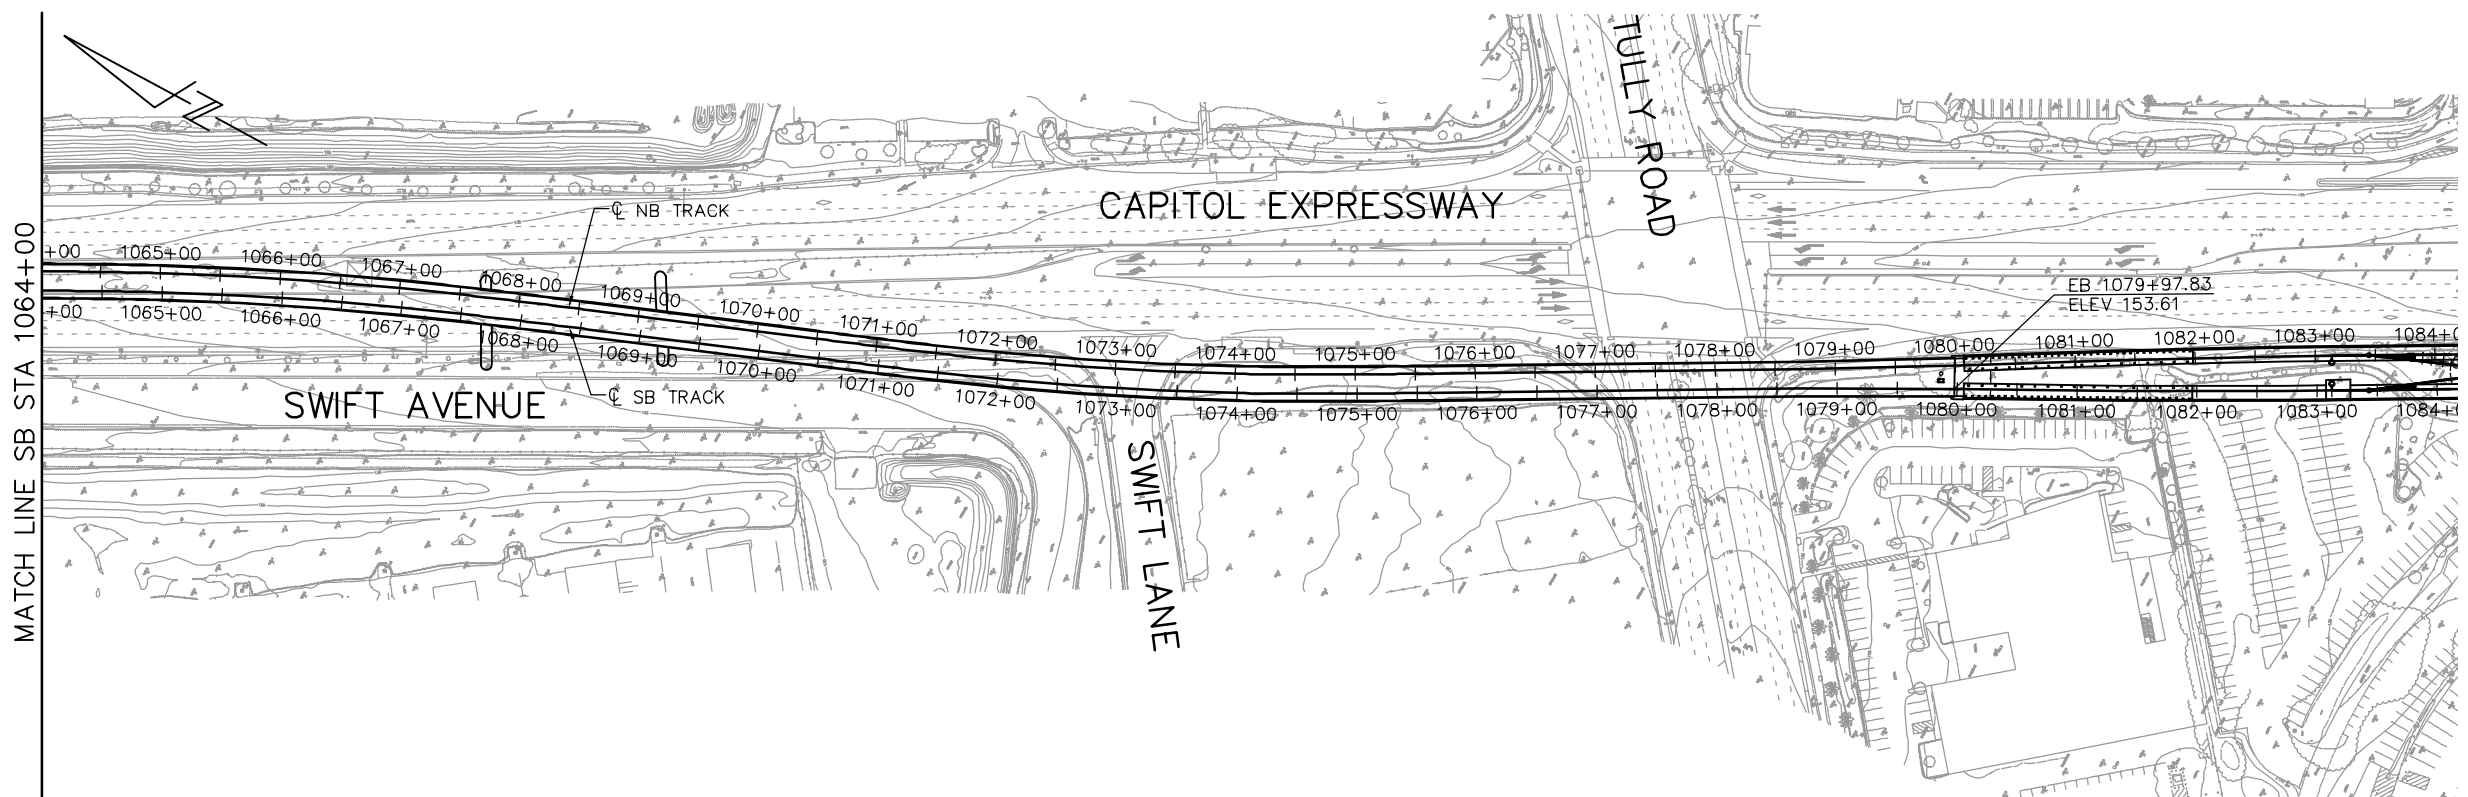 MATCH LINE SB STA 1064+00
TULLY ROAD
CAPITOL EXPRESSWAY
℄ NB TRACK
+00 1065+00 1066+00 1067+00 1068+00 1069+00 1070+00 1071+00 1072+00 1073+00 1074+00 1075+00 1076+00 1077+00 1078+00 1079+00 1080+00 1081+00 1082+00 1083+00 1084+0
EB 1079+97.83
ELEV 153.61
+00 1065+00 1066+00 1067+00 1068+00 1069+00 1070+00 1071+00 1072+00 1073+00 1074+00 1075+00 1076+00 1077+00 1078+00 1079+00 1080+00 1081+00 1082+00 1083+00 1084+0
℄ SB TRACK
SWIFT AVENUE
SWIFT LANE